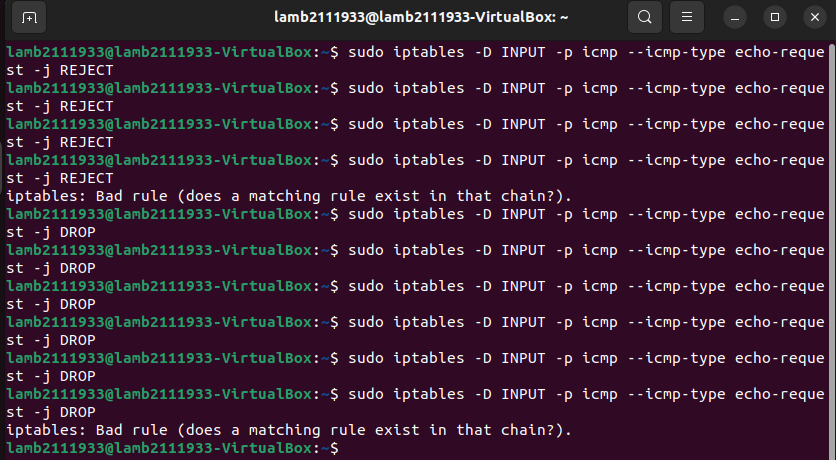 lamb2111933@lamb2111933-VirtualBox: ~
lamb2111933@lamb2111933-VirtualBox:~$ sudo iptables -D INPUT -p icmp --icmp-type echo-reque
st -j REJECT
lamb2111933@lamb2111933-VirtualBox:~$ sudo iptables -D INPUT -p icmp --icmp-type echo-reque
st -j REJECT
lamb2111933@lamb2111933-VirtualBox:~$ sudo iptables -D INPUT -p icmp --icmp-type echo-reque
st -j REJECT
lamb2111933@lamb2111933-VirtualBox:~$ sudo iptables -D INPUT -p icmp --icmp-type echo-reque
st -j REJECT
iptables: Bad rule (does a matching rule exist in that chain?).
lamb2111933@lamb2111933-VirtualBox:~$ sudo iptables -D INPUT -p icmp --icmp-type echo-reque
st -j DROP
lamb2111933@lamb2111933-VirtualBox:~$ sudo iptables -D INPUT -p icmp --icmp-type echo-reque
st -j DROP
lamb2111933@lamb2111933-VirtualBox:~$ sudo iptables -D INPUT -p icmp --icmp-type echo-reque
st -j DROP
lamb2111933@lamb2111933-VirtualBox:~$ sudo iptables -D INPUT -p icmp --icmp-type echo-reque
st -j DROP
lamb2111933@lamb2111933-VirtualBox:~$ sudo iptables -D INPUT -p icmp --icmp-type echo-reque
st -j DROP
lamb2111933@lamb2111933-VirtualBox:~$ sudo iptables -D INPUT -p icmp --icmp-type echo-reque
st -j DROP
iptables: Bad rule (does a matching rule exist in that chain?).
lamb2111933@lamb2111933-VirtualBox:~$